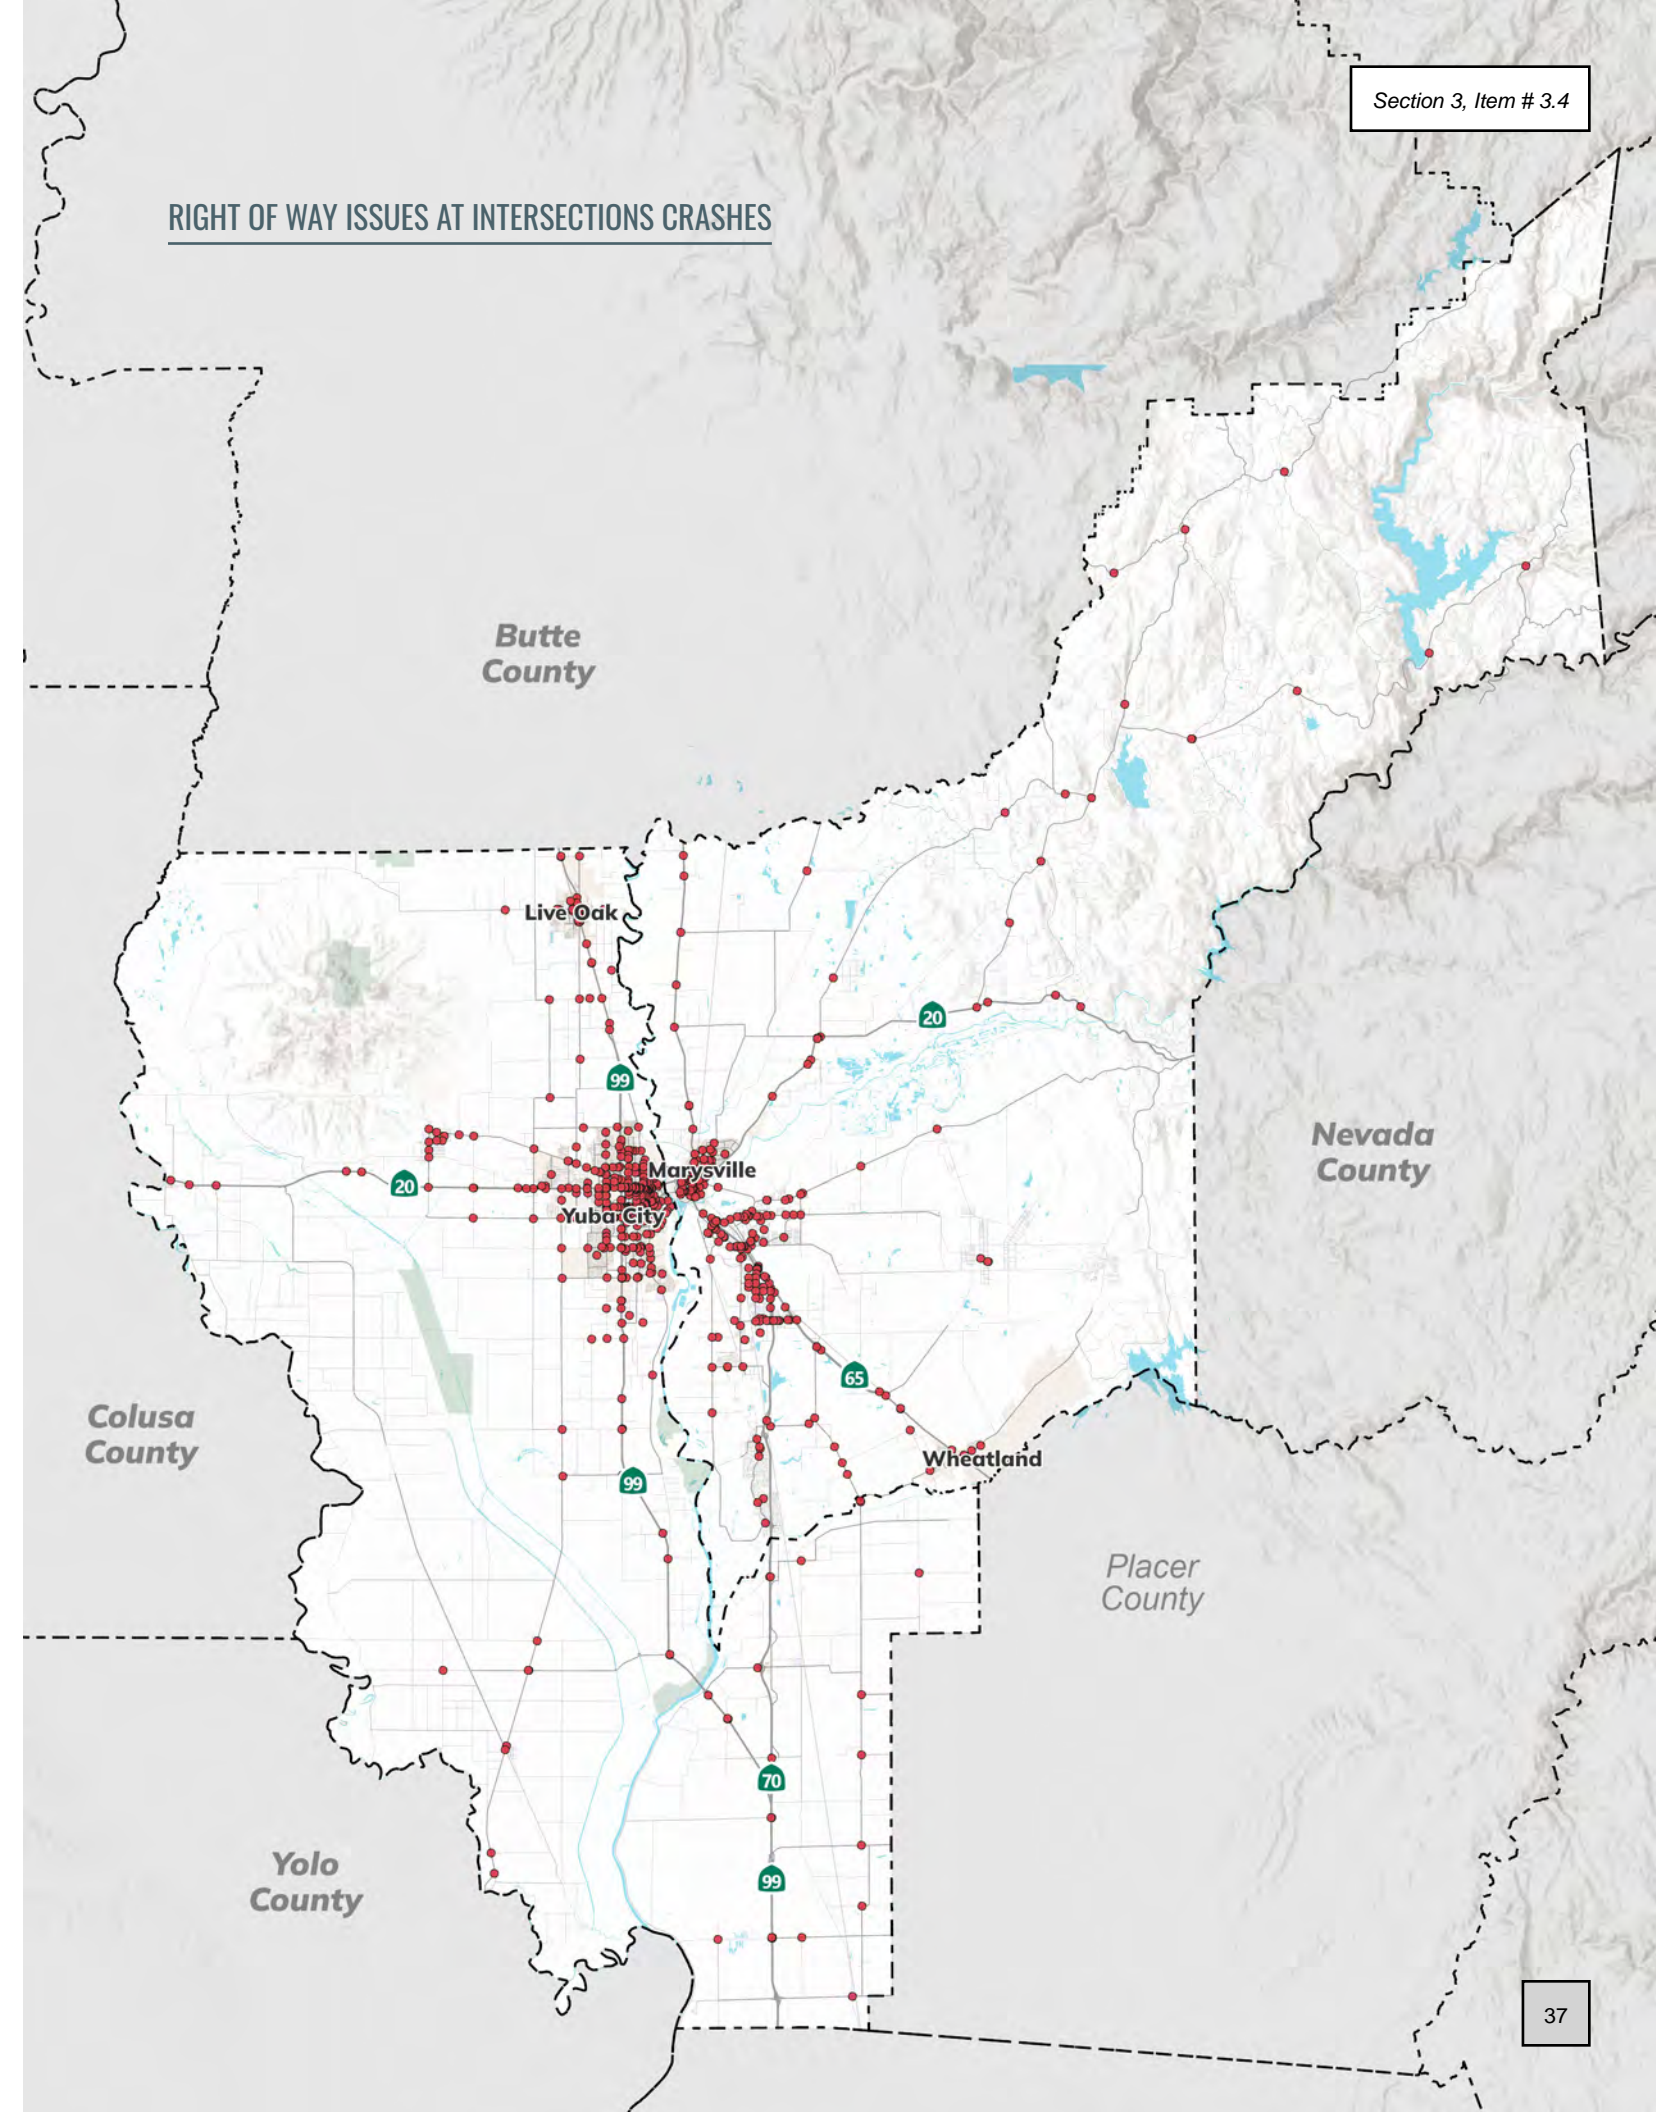 Section 3, Item # 3.4
RIGHT OF WAY ISSUES AT INTERSECTIONS CRASHES
Butte
County
Live Oak
20
99
Nevada
County
Marysville
20
Yuba City
65
Colusa
County
Wheatland
99
Placer
County
70
Yolo
County
99
37